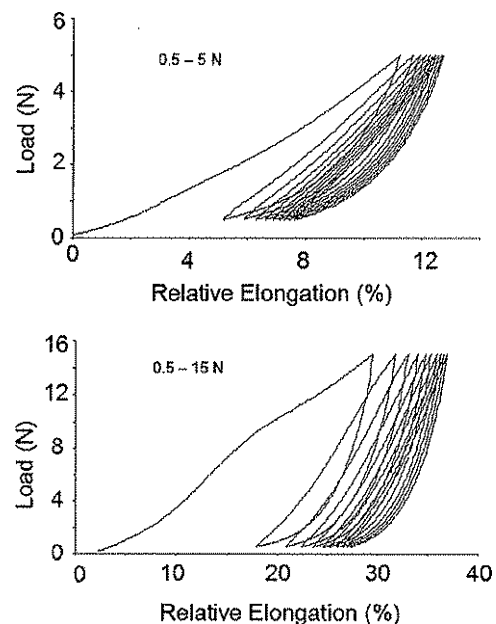 6
0.5 – 5 N
4
2
0
Load (N)
0 4 8 12
Relative Elongation (%)
16
0.5 – 15 N
12
8
4
0
Load (N)
0 10 20 30 40
Relative Elongation (%)